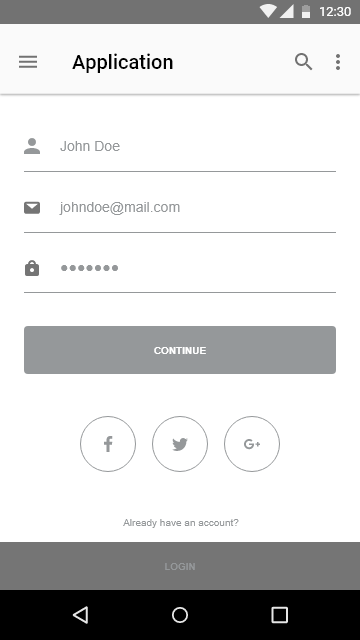 12:30
Application
John Doe
johndoe@mail.com
●●●●●●●
CONTINUE
Already have an account?
LOGIN